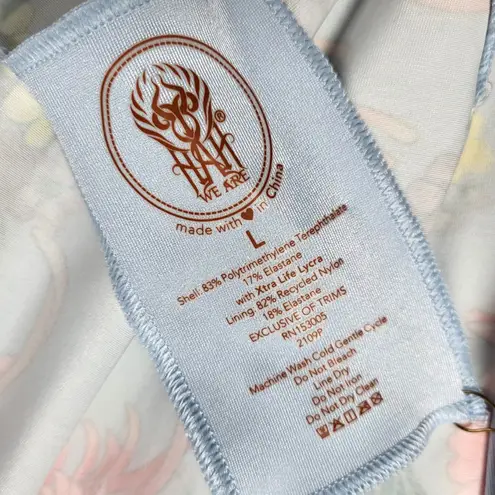 HAH
®
WE ARE
made with ♥ in China
L
Shell: 83% Polytrimethylene Terephthalate
17% Elastane
with Xtra Life Lycra
Lining: 82% Recycled Nylon
18% Elastane
EXCLUSIVE OF TRIMS
RN153005
2109P
Machine Wash Cold Gentle Cycle
Do Not Bleach
Line Dry
Do Not Iron
Do Not Dry Clean